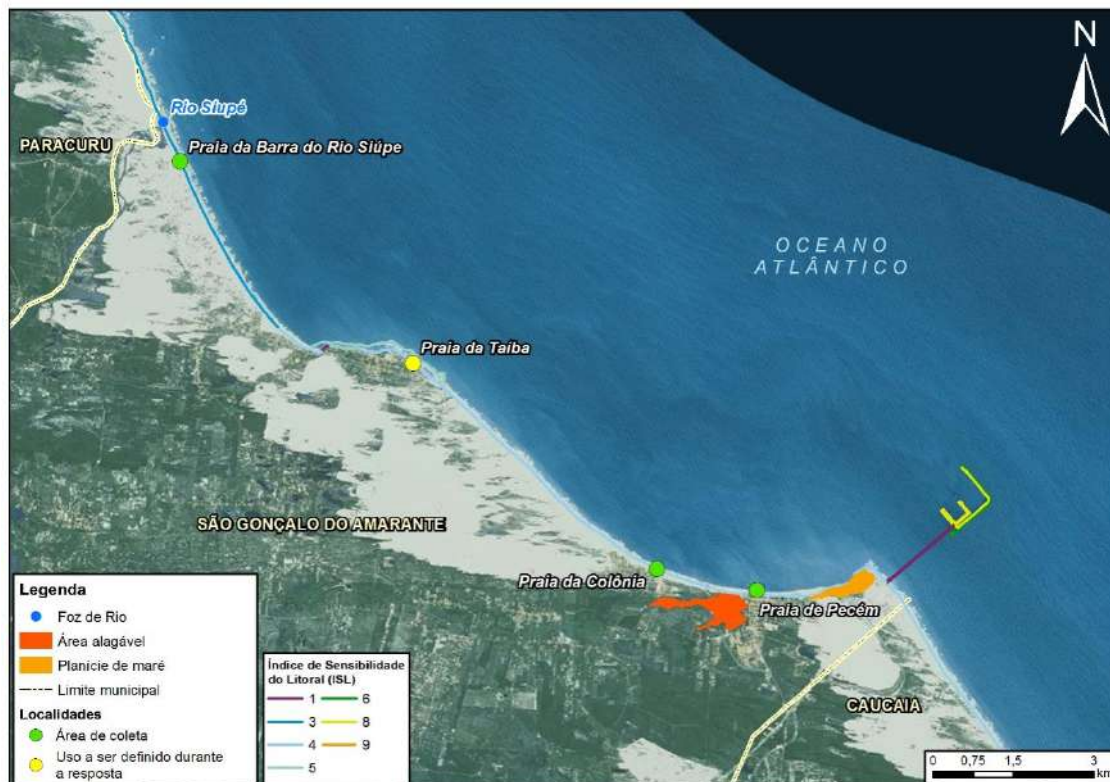 N
Rio Siupé
PARACURU
Praia da Barra do Rio Siúpe
OCEANO
ATLÂNTICO
Praia da Taíba
SÃO GONÇALO DO AMARANTE
Praia da Colônia
Praia de Pecém
CAUCAIA
Legenda
Foz de Rio
Área alagável
Planície de maré
Limite municipal
Localidades
Área de coleta
Uso a ser definido durante
a resposta
Índice de Sensibilidade
do Litoral (ISL)
1 6
3 8
4 9
5
0 0,75 1,5 3
km